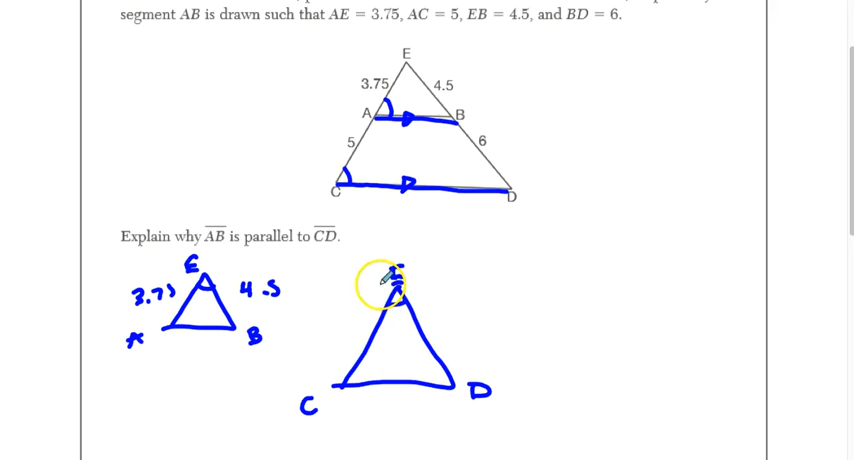 segment AB is drawn such that AE = 3.75, AC = 5, EB = 4.5, and BD = 6.
E
3.75 4.5
A B
5 6
C D
Explain why AB is parallel to CD.
E E
3.75 4.5
A B
C D